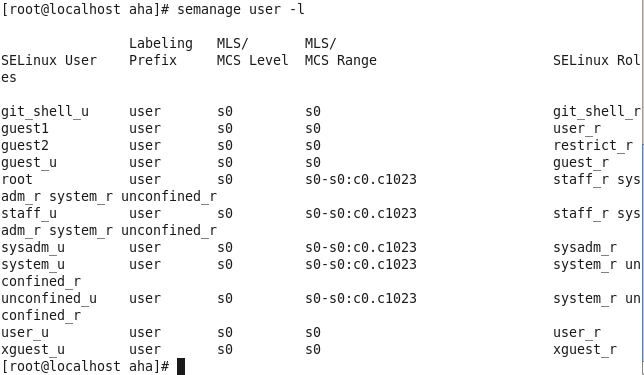 [root@localhost aha]# semanage user -l
Labeling MLS/ MLS/
SELinux User Prefix MCS Level MCS Range SELinux Rol
es
git_shell_u user s0 s0 git_shell_r
guest1 user s0 s0 user_r
guest2 user s0 s0 restrict_r
guest_u user s0 s0 guest_r
root user s0 s0-s0:c0.c1023 staff_r sys
adm_r system_r unconfined_r
staff_u user s0 s0-s0:c0.c1023 staff_r sys
adm_r system_r unconfined_r
sysadm_u user s0 s0-s0:c0.c1023 sysadm_r
system_u user s0 s0-s0:c0.c1023 system_r un
confined_r
unconfined_u user s0 s0-s0:c0.c1023 system_r un
confined_r
user_u user s0 s0 user_r
xguest_u user s0 s0 xguest_r
[root@localhost aha]#